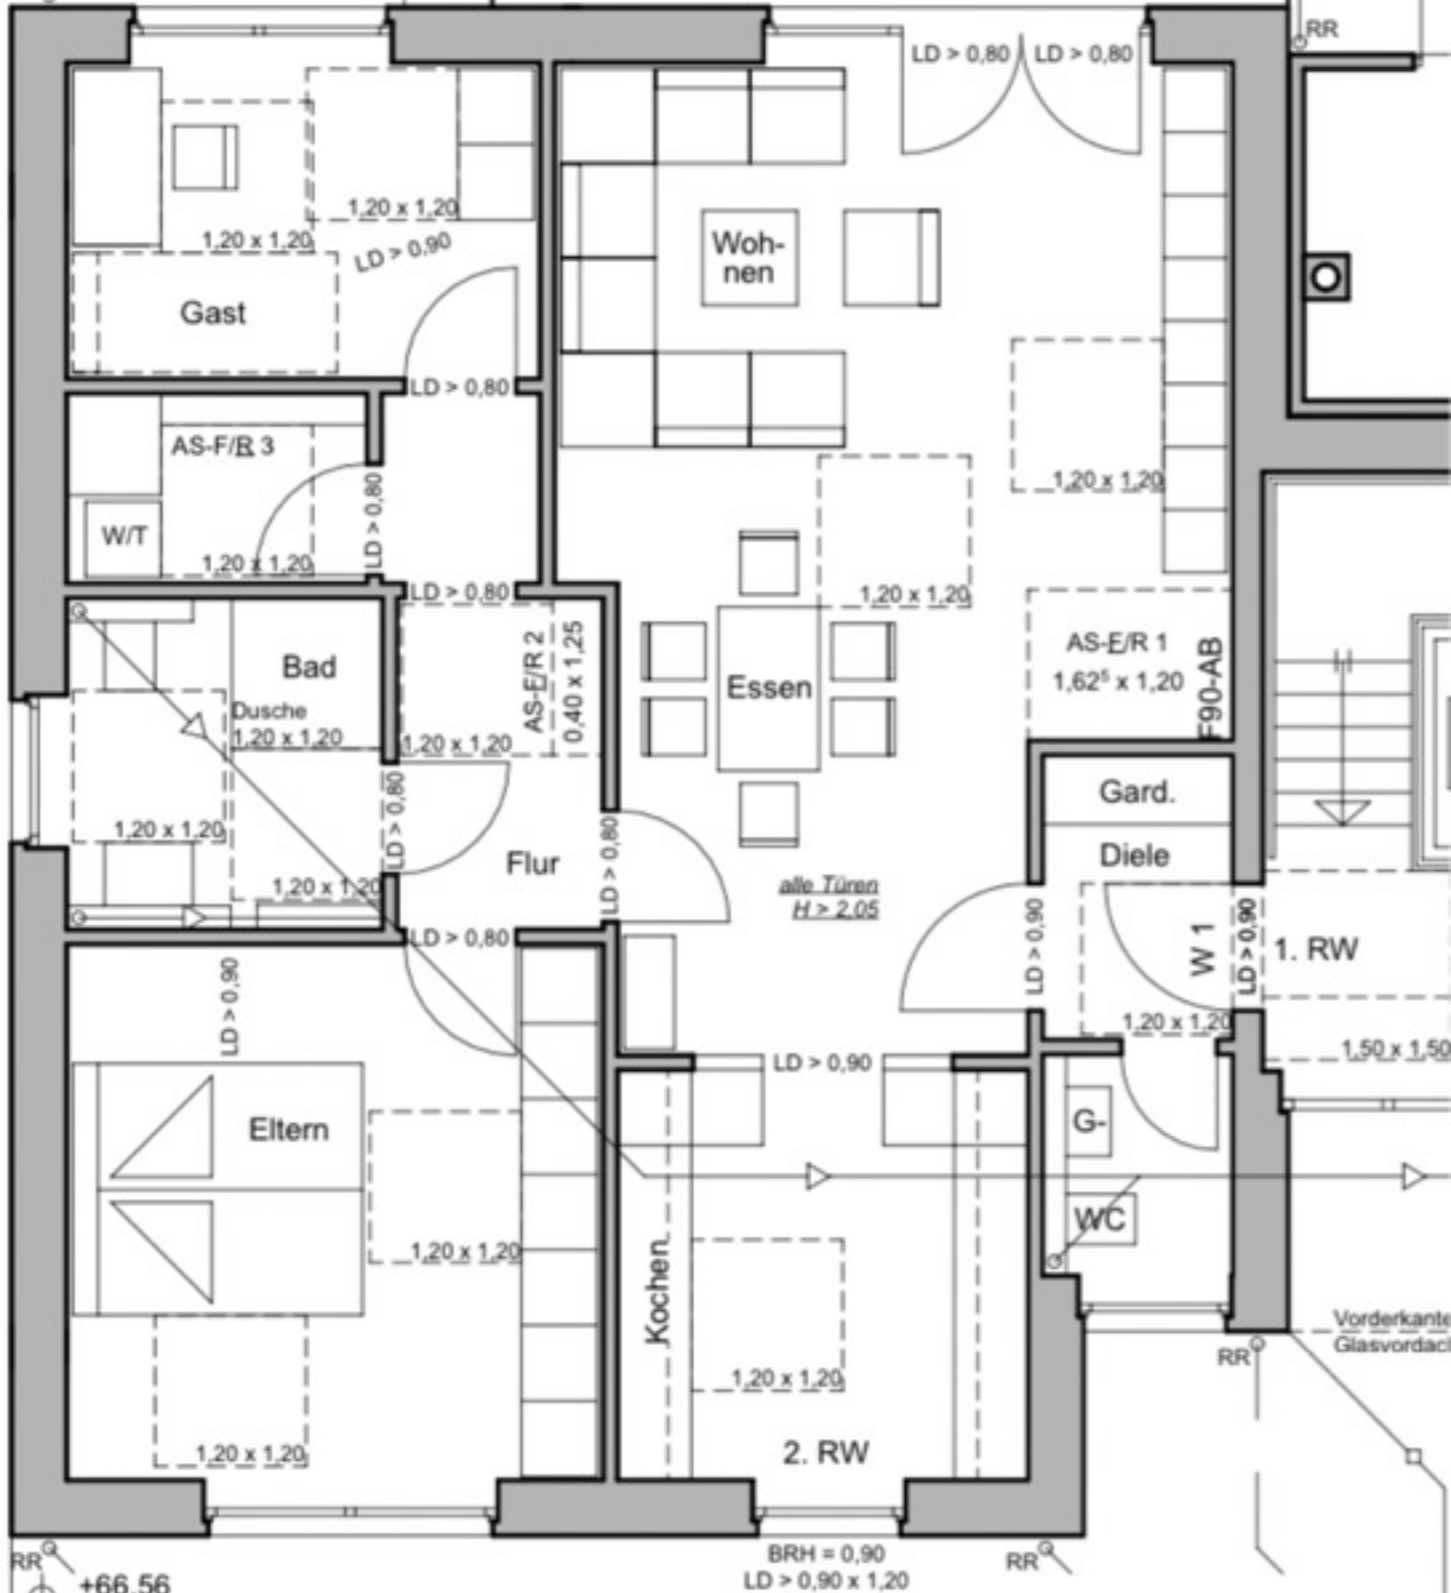 RR
LD > 0,80
LD > 0,80
1,20 x 1,20
1,20 x 1,20
LD > 0,90
Gast
Woh-
nen
LD > 0,80
AS-F/R 3
W/T
1,20 x 1,20
LD > 0,80
1,20 x 1,20
1,20 x 1,20
LD > 0,80
Bad
Dusche
1,20 x 1,20
1,20 x 1,20
1,20 x 1,20
AS-F/R 2
0,40 x 1,25
1,20 x 1,20
LD > 0,80
Flur
LD > 0,80
Essen
AS-F/R 1
1,62⁵ x 1,20
F90-AB
Gard.
Diele
alle Türen
H > 2,05
LD > 0,90
W 1
LD > 0,90
1. RW
1,20 x 1,20
1,50 x 1,50
LD > 0,80
LD > 0,90
LD > 0,90
Eltern
G-
WC
1,20 x 1,20
Kochen
1,20 x 1,20
1,20 x 1,20
2. RW
Vorderkante
RR
RR
+66,56
BRH = 0,90
LD > 0,90 x 1,20
RR